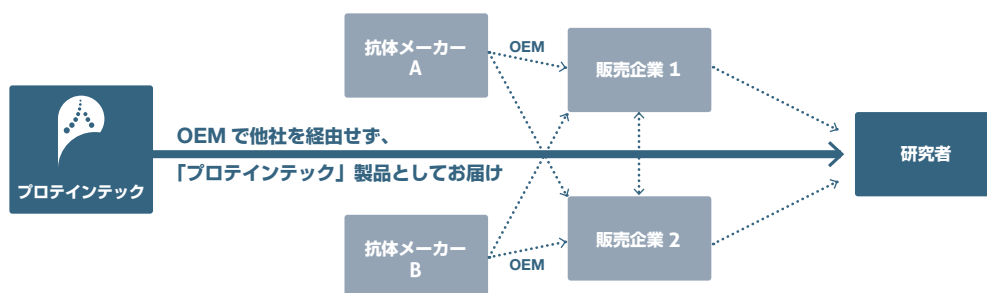 プロテインテック
OEM で他社を経由せず、
「プロテインテック」製品としてお届け
抗体メーカー
A
OEM
販売企業 1
抗体メーカー
B
OEM
販売企業 2
研究者